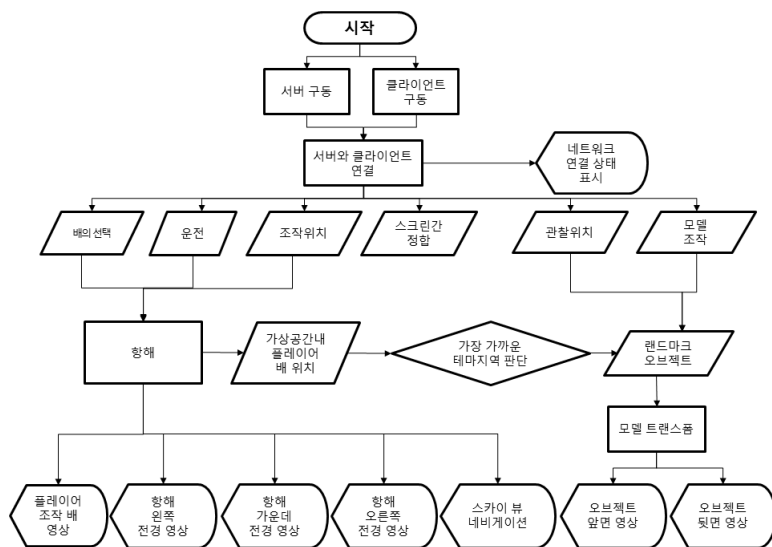 시작
서버 구동
클라이언트
구동
서버와 클라이언트
연결
네트워크
연결 상태
표시
배의 선택
운전
조작위치
스크린간
정합
관찰위치
모델
조작
항해
가상공간내
플레이어
배 위치
가장 가까운
테마지역 판단
랜드마크
오브젝트
모델 트랜스폼
플레이어
조작 배
영상
항해
왼쪽
전경 영상
항해
가운데
전경 영상
항해
오른쪽
전경 영상
스카이 뷰
네비게이션
오브젝트
앞면 영상
오브젝트
뒷면 영상